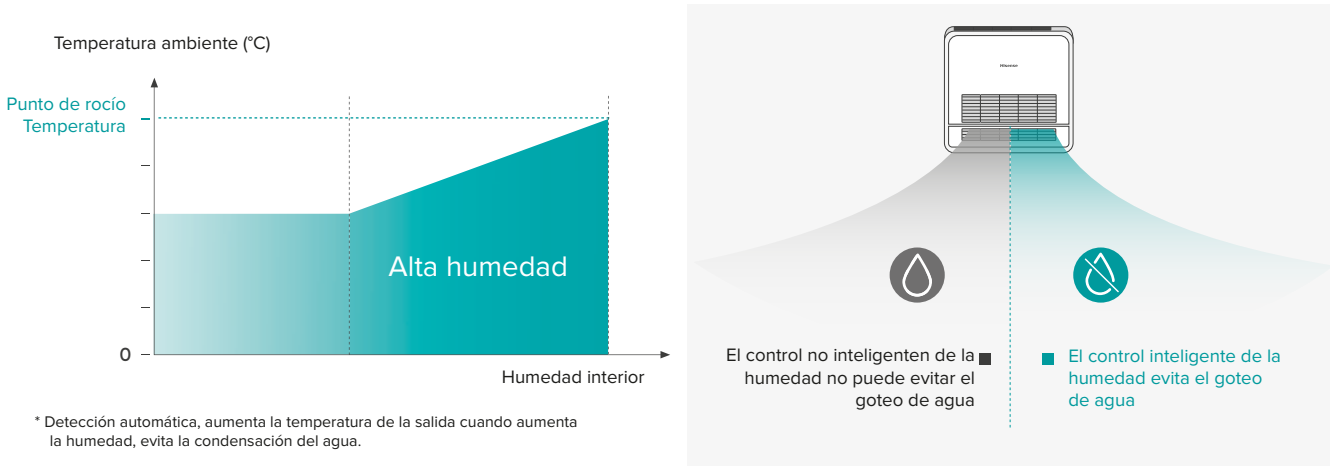 Temperatura ambiente (°C)
Punto de rocío
Temperatura
Alta humedad
0
Humedad interior
* Detección automática, aumenta la temperatura de la salida cuando aumenta
la humedad, evita la condensación del agua.
Hisense
El control no inteligenten de la
humedad no puede evitar el
goteo de agua
El control inteligente de la
humedad evita el goteo
de agua